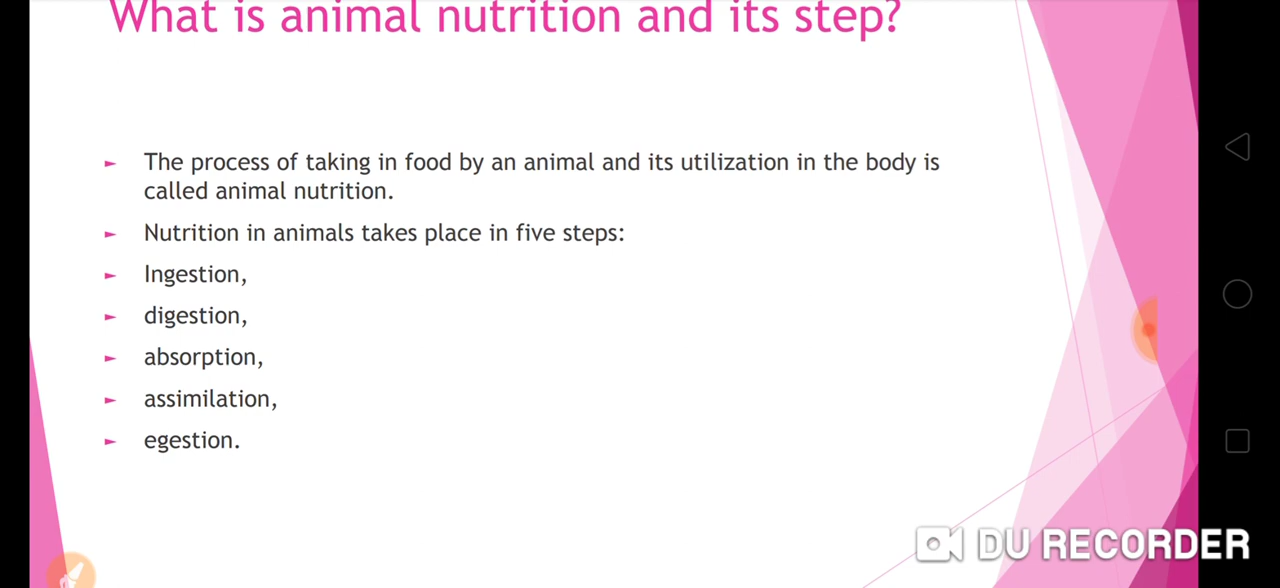 What is animal nutrition and its step?
The process of taking in food by an animal and its utilization in the body is
called animal nutrition.
Nutrition in animals takes place in five steps:
Ingestion,
digestion,
absorption,
assimilation,
egestion.
DU RECORDER